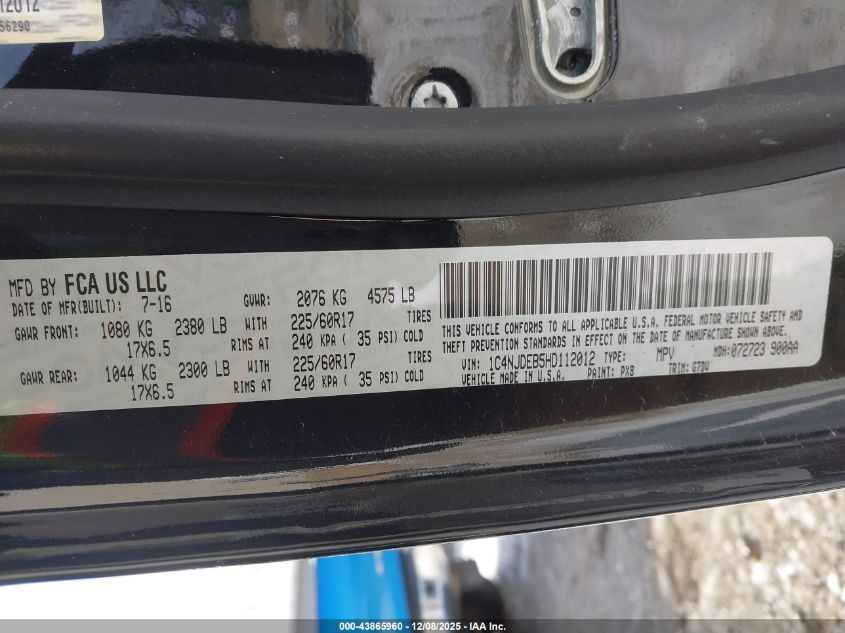 12012
56290
MFD BY FCA US LLC
DATE OF MFR(BUILT): 7-16 GVWR: 2076 KG 4575 LB
GAWR FRONT: 1080 KG 2380 LB WITH 225/60R17 TIRES
17X6.5 RIMS AT 240 KPA ( 35 PSI) COLD
GAWR REAR: 1044 KG 2300 LB WITH 225/60R17 TIRES
17X6.5 RIMS AT 240 KPA ( 35 PSI) COLD
THIS VEHICLE CONFORMS TO ALL APPLICABLE U.S.A. FEDERAL MOTOR VEHICLE SAFETY AND
THEFT PREVENTION STANDARDS IN EFFECT ON THE DATE OF MANUFACTURE SHOWN ABOVE.
VIN: 1C4NJDEB5HD112012 TYPE: MPV MDH:072723 900AA
VEHICLE MADE IN U.S.A. PAINT: PX8 TRIM: G7DV
000-43865960 - 12/08/2025 - IAA Inc.